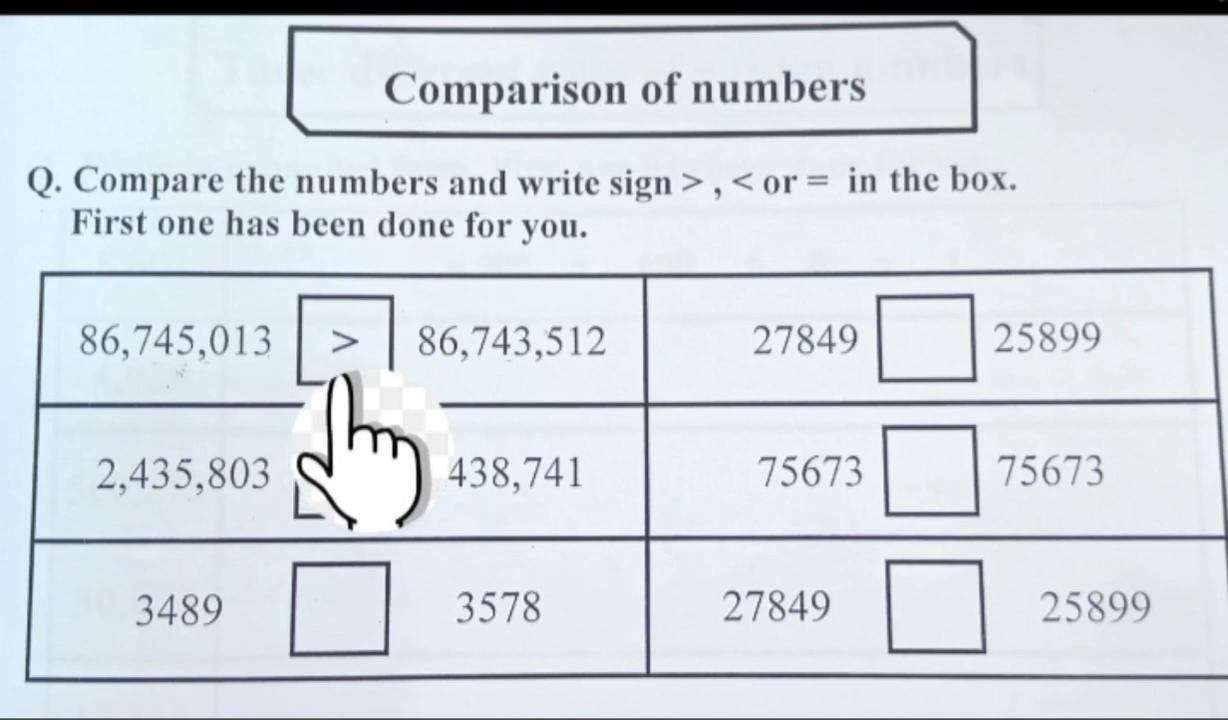 Comparison of numbers
Q. Compare the numbers and write sign > , < or = in the box.
First one has been done for you.
86,745,013 > 86,743,512 27849 25899
2,435,803 438,741 75673 75673
3489 3578 27849 25899